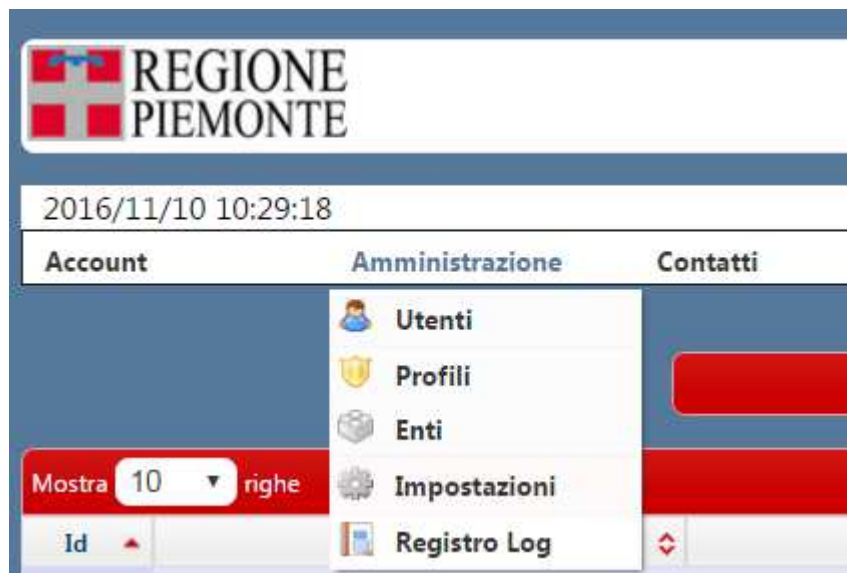 REGIONE
PIEMONTE
2016/11/10 10:29:18
Account Amministrazione Contatti
Utenti
Profili
Enti
Impostazioni
Registro Log
Mostra 10 righe
Id